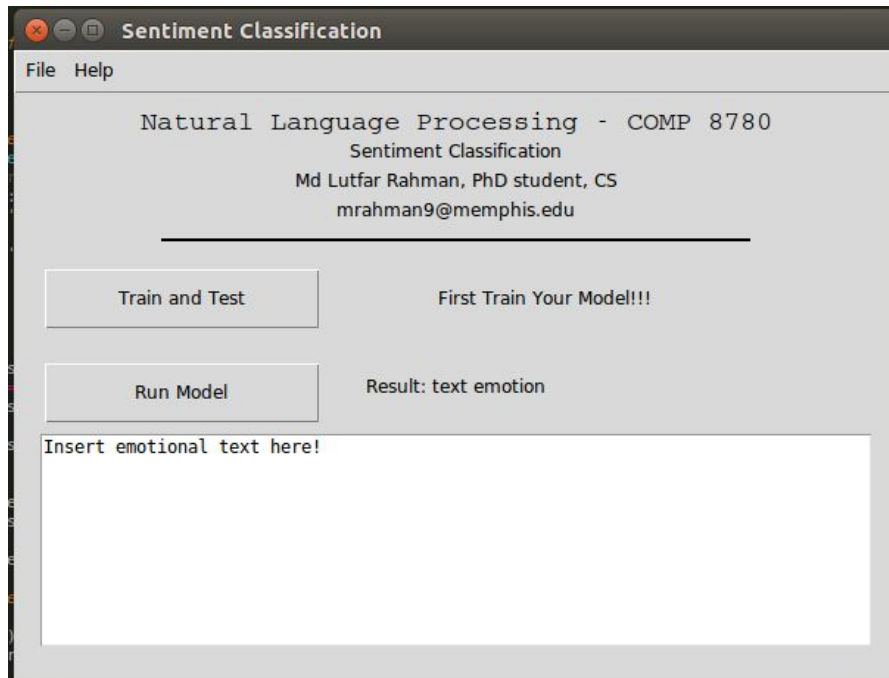 Sentiment Classification
File Help
Natural Language Processing - COMP 8780
Sentiment Classification
Md Lutfar Rahman, PhD student, CS
mrahman9@memphis.edu
Train and Test
First Train Your Model!!!
Run Model
Result: text emotion
Insert emotional text here!